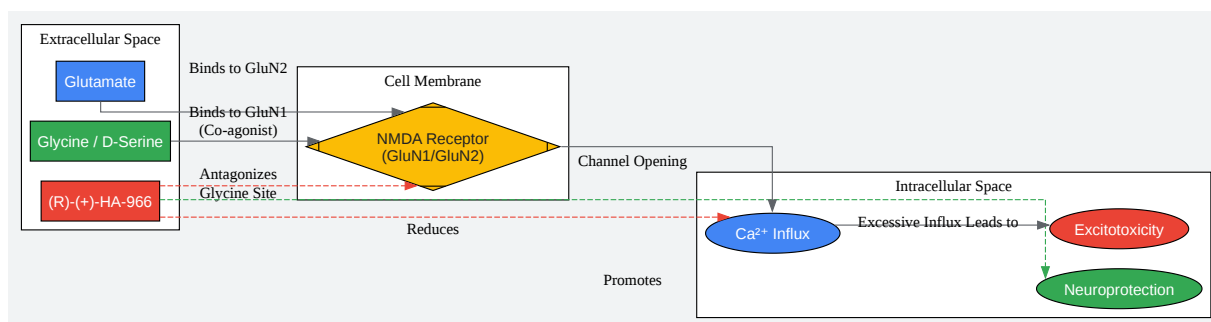 Extracellular Space
Glutamate
Glycine / D-Serine
(R)-(+)-HA-966
Binds to GluN2
Binds to GluN1
(Co-agonist)
Antagonizes
Glycine Site
Cell Membrane
NMDA Receptor
(GluN1/GluN2)
Channel Opening
Reduces
Promotes
Intracellular Space
Ca²⁺ Influx
Excessive Influx Leads to
Excitotoxicity
Neuroprotection